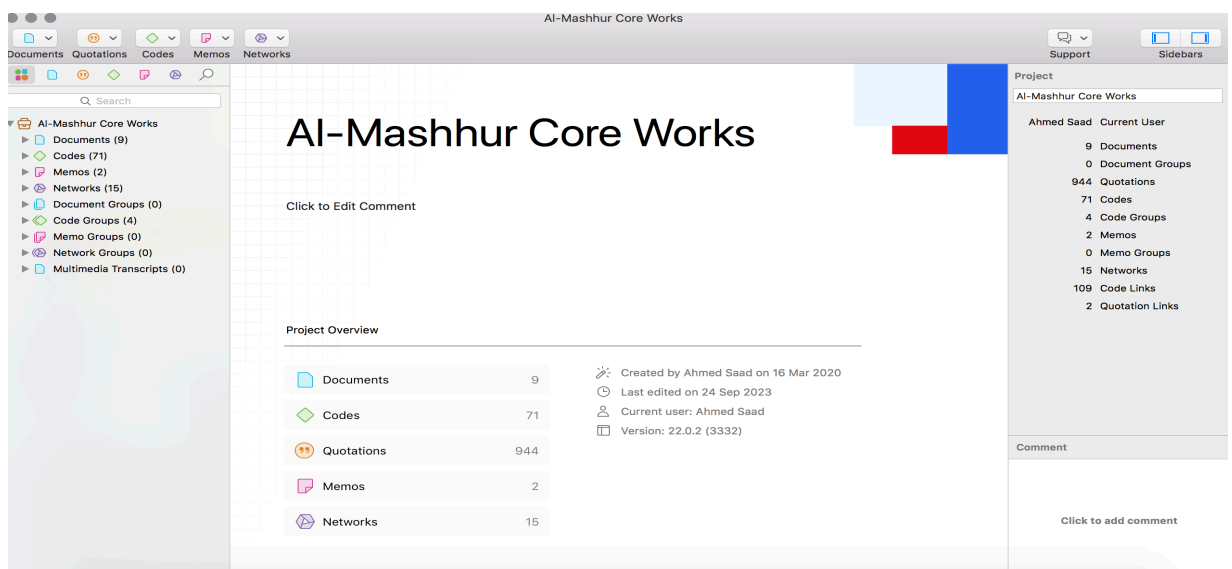 Al-Mashhur Core Works
Documents Quotations Codes Memos Networks
Support Sidebars
Search
Al-Mashhur Core Works
Documents (9)
Codes (71)
Memos (2)
Networks (15)
Document Groups (0)
Code Groups (4)
Memo Groups (0)
Network Groups (0)
Multimedia Transcripts (0)
Al-Mashhur Core Works
Click to Edit Comment
Project Overview
Documents 9
Codes 71
Quotations 944
Memos 2
Networks 15
Created by Ahmed Saad on 16 Mar 2020
Last edited on 24 Sep 2023
Current user: Ahmed Saad
Version: 22.0.2 (3332)
Project
Al-Mashhur Core Works
Ahmed Saad Current User
9 Documents
0 Document Groups
944 Quotations
71 Codes
4 Code Groups
2 Memos
0 Memo Groups
15 Networks
109 Code Links
2 Quotation Links
Comment
Click to add comment